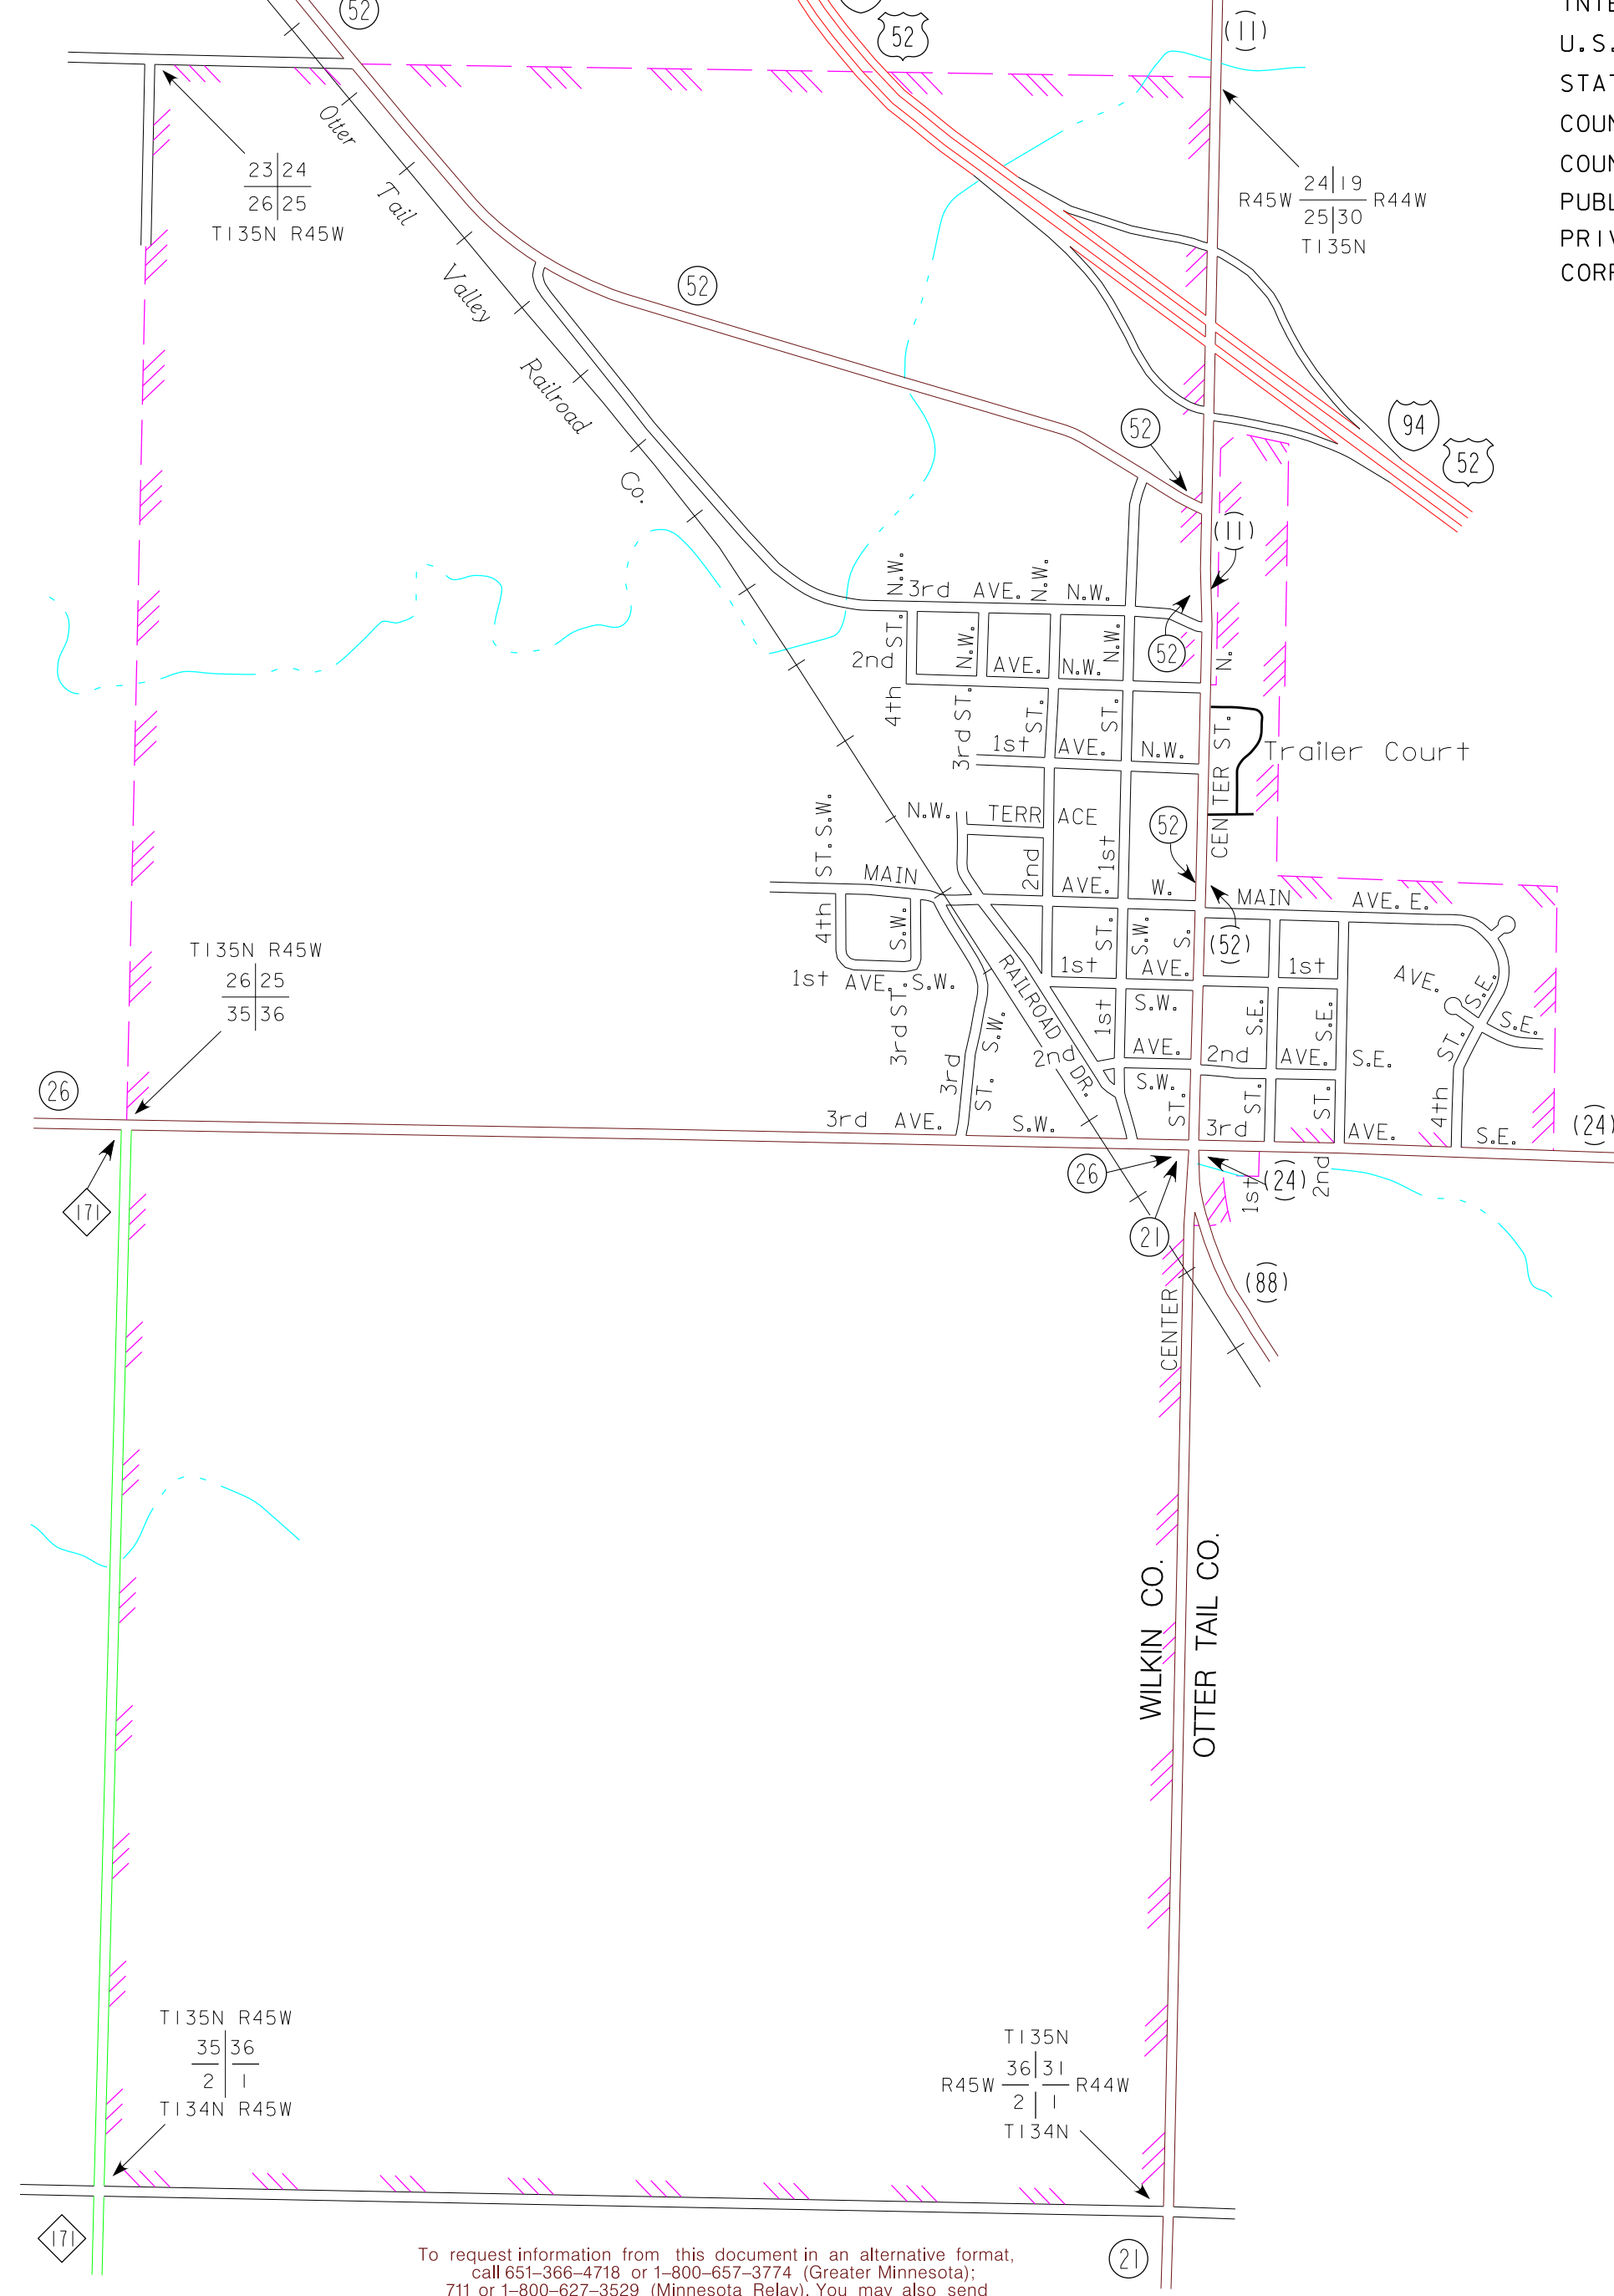 52
52
(11)
U.S.
23|24
26|25
T135N R45W
24|19
R45W R44W
25|30
T135N
Otter Tail Valley Railroad Co.
52
52
94
52
(11)
N.W.
3rd AVE. N.W. N.W.
ST.
2nd AVE. N.W.
N.W.
N.W.
52
N.
4th
3rd ST.
ST.
ST.
1st AVE. N.W.
CENTER ST.
Trailer Court
ST. S.W.
N.W. TERRACE
52
2nd
1st
MAIN AVE. W.
MAIN AVE. E.
4th
S.W.
ST.
S.W.
S.
(52)
T135N R45W
26|25
35|36
1st AVE. S.W.
1st AVE.
1st
AVE.
S.E.
3rd ST.
S.W.
RAILROAD DR.
1st
S.W.
S.E.
S.E.
S.E.
2nd AVE.
2nd AVE. S.E.
ST.
26
3rd
ST.
S.W.
ST.
ST.
ST.
4th
3rd AVE. S.W.
3rd AVE. S.E.
(24)
171
26
(24)
1st
2nd
21
(88)
CENTER
WILKIN CO.
OTTER TAIL CO.
T135N R45W
35|36
2|1
T134N R45W
T135N
36|31
R45W R44W
2|1
T134N
171
21
To request information from this document in an alternative format,
call 651-366-4718 or 1-800-657-3774 (Greater Minnesota);
711 or 1-800-627-3529 (Minnesota Relay). You may also send